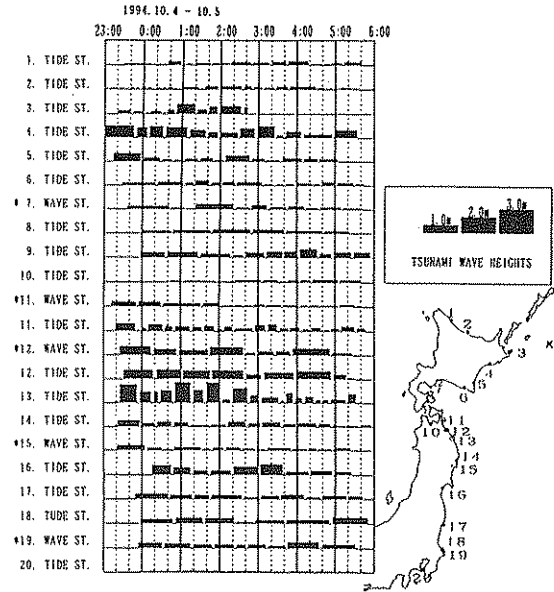 1994.10.4 - 10.5
23:00 0:00 1:00 2:00 3:00 4:00 5:00 6:00
1. TIDE ST.
2. TIDE ST.
3. TIDE ST.
4. TIDE ST.
5. TIDE ST.
6. TIDE ST.
* 7. WAVE ST.
8. TIDE ST.
9. TIDE ST.
10. TIDE ST.
*11. WAVE ST.
11. TIDE ST.
*12. WAVE ST.
12. TIDE ST.
13. TIDE ST.
14. TIDE ST.
*15. WAVE ST.
16. TIDE ST.
17. TIDE ST.
18. TUDE ST.
*19. WAVE ST.
20. TIDE ST.
1.0m 2.0m 3.0m
TSUNAMI WAVE HEIGHTS
1
2
3
4
5
6
7
8
10
11
12
13
14
15
16
17
18
19
20